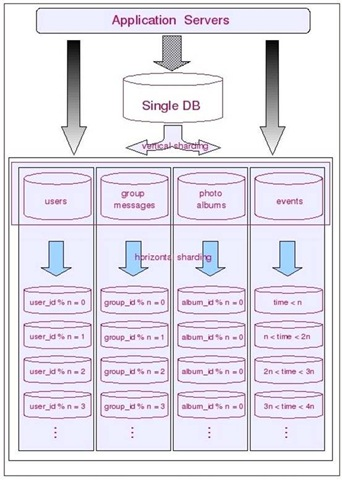 Application Servers
Single DB
vertical sharding
users
group
messages
photo
albums
events
horizontal sharding
user_id % n = 0
group_id % n = 0
album_id % n = 0
time < n
user_id % n = 1
group_id % n = 1
album_id % n = 0
n < time < 2n
user_id % n = 2
group_id % n = 2
album_id % n = 0
2n < time < 3n
user_id % n = 3
group_id % n = 3
album_id % n = 0
3n < time < 4n